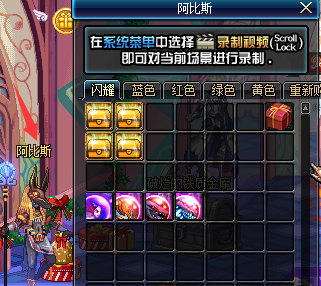 阿比斯
在系统菜单中选择录制视频(Scroll Lock)
即可对当前场景进行录制.
闪耀 蓝色 红色 绿色 黄色 重新购
阿比斯